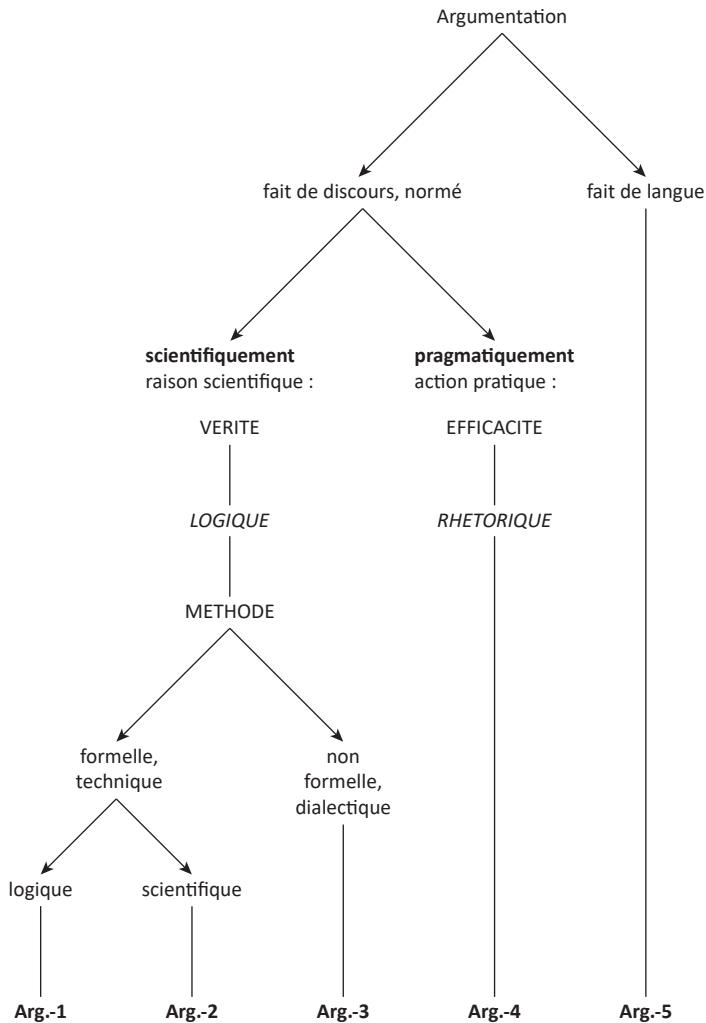 Argumentation
fait de discours, normé
fait de langue
scientifiquement
raison scientifique :
pragmatiquement
action pratique :
VERITE
EFFICACITE
LOGIQUE
RHETORIQUE
METHODE
formelle,
technique
non
formelle,
dialectique
logique
scientifique
Arg.-1
Arg.-2
Arg.-3
Arg.-4
Arg.-5